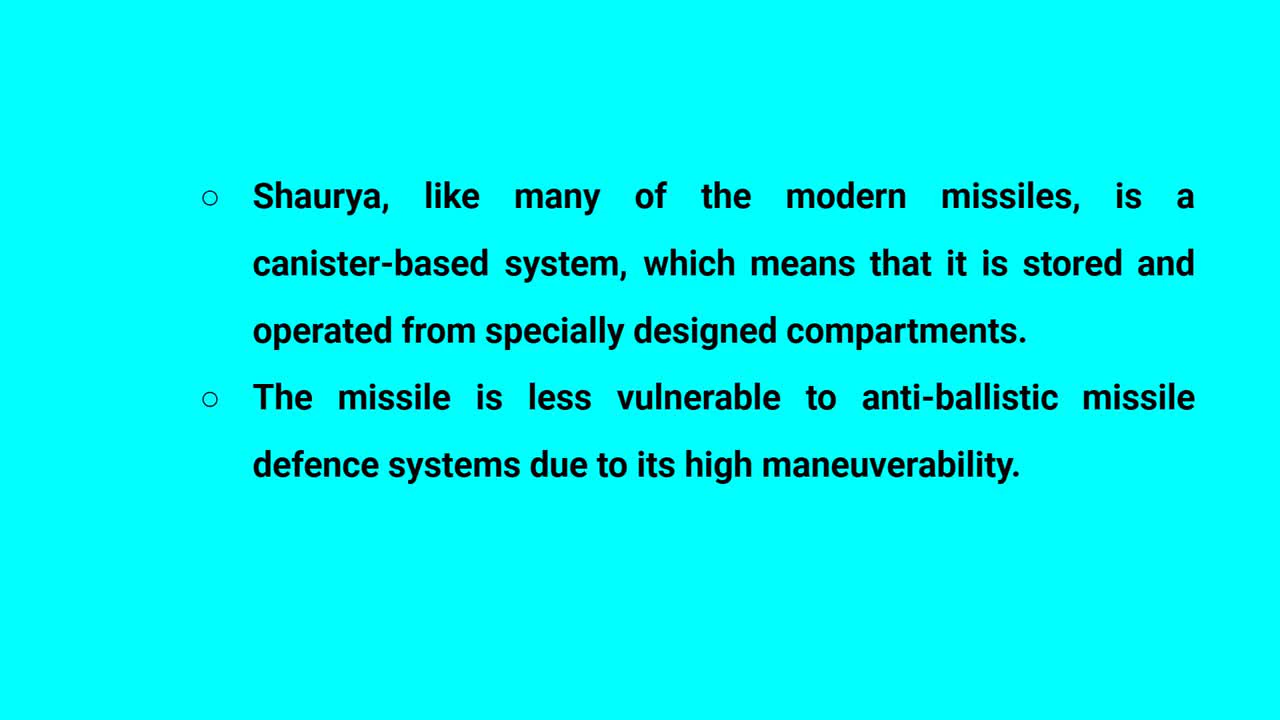 ○ Shaurya, like many of the modern missiles, is a
canister-based system, which means that it is stored and
operated from specially designed compartments.
○ The missile is less vulnerable to anti-ballistic missile
defence systems due to its high maneuverability.